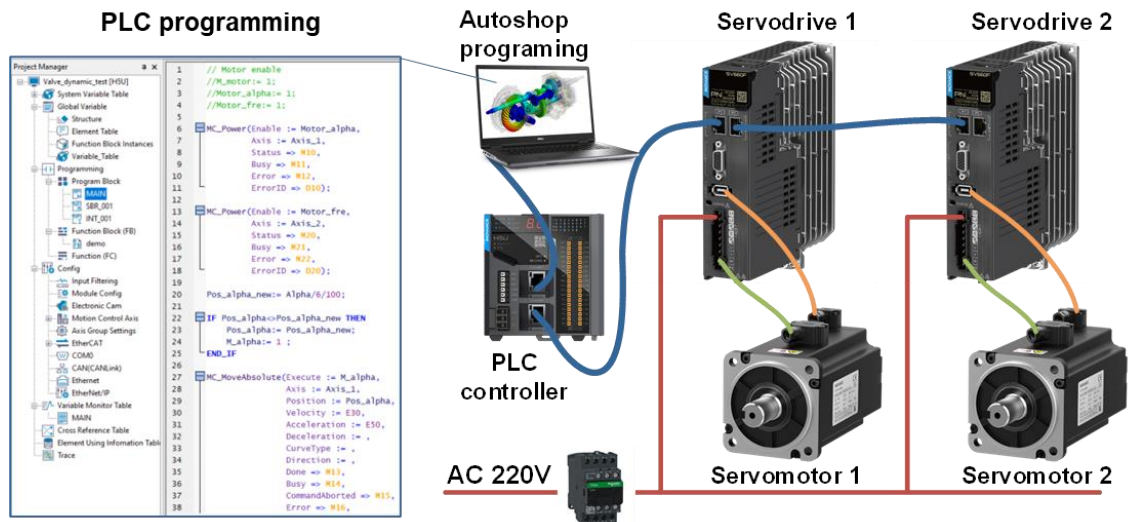 PLC programming
Autoshop
programing
Servodrive 1
Servodrive 2
Project Manager
Valve_dynamic_test [H5U]
System Variable Table
Global Variable
Structure
Element Table
Function Block Instances
Variable_Table
Programming
Program Block
MAIN
SBR_001
INT_001
Function Block (FB)
demo
Function (FC)
Config
Input Filtering
Module Config
Electronic Cam
Motion Control Axis
Axis Group Settings
EtherCAT
COM0
CAN(CANLink)
Ethernet
EtherNet/IP
Variable Monitor Table
MAIN
Cross Reference Table
Element Using Infomation Table
Trace
1 // Motor enable
2 //M_motor:= 1;
3 //Motor_alpha:= 1;
4 //Motor_fre:= 1;
5
6 MC_Power(Enable := Motor_alpha,
7 Axis := Axis_1,
8 Status => M10,
9 Busy => M11,
10 Error => M12,
11 ErrorID => D10);
12
13 MC_Power(Enable := Motor_fre,
14 Axis := Axis_2,
15 Status => M20,
16 Busy => M21,
17 Error => M22,
18 ErrorID => D20);
19
20 Pos_alpha_new:= Alpha/6/100;
21
22 IF Pos_alpha<>Pos_alpha_new THEN
23 Pos_alpha:= Pos_alpha_new;
24 M_alpha:= 1 ;
25 END_IF
26
27 MC_MoveAbsolute(Execute := M_alpha,
28 Axis := Axis_1,
29 Position := Pos_alpha,
30 Velocity := E30,
31 Acceleration := E50,
32 Deceleration := ,
33 CurveType := ,
34 Direction := ,
35 Done => M13,
36 Busy => M14,
37 CommandAborted => M15,
38 Error => M16,
SV660F
SV660F
H5U
PLC
controller
AC 220V
Servomotor 1
Servomotor 2